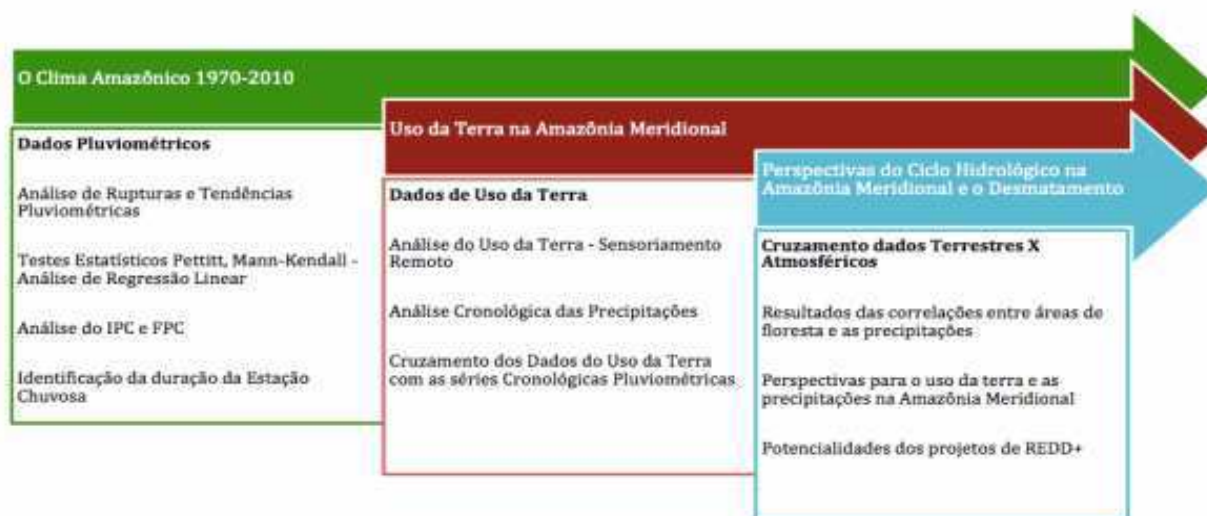 O Clima Amazônico 1970-2010
Dados Pluviométricos
Análise de Rupturas e Tendências
Pluviométricas
Testes Estatísticos Pettitt, Mann-Kendall -
Análise de Regressão Linear
Análise do IPC e FPC
Identificação da duração da Estação
Chuvosa
Uso da Terra na Amazônia Meridional
Dados de Uso da Terra
Análise do Uso da Terra - Sensoriamento
Remoto
Análise Cronológica das Precipitações
Cruzamento dos Dados do Uso da Terra
com as séries Cronológicas Pluviométricas
Perspectivas do Ciclo Hidrológico na
Amazônia Meridional e o Desmatamento
Cruzamento dados Terrestres X
Atmosféricos
Resultados das correlações entre áreas de
floresta e as precipitações
Perspectivas para o uso da terra e as
precipitações na Amazônia Meridional
Potencialidades dos projetos de REDD+